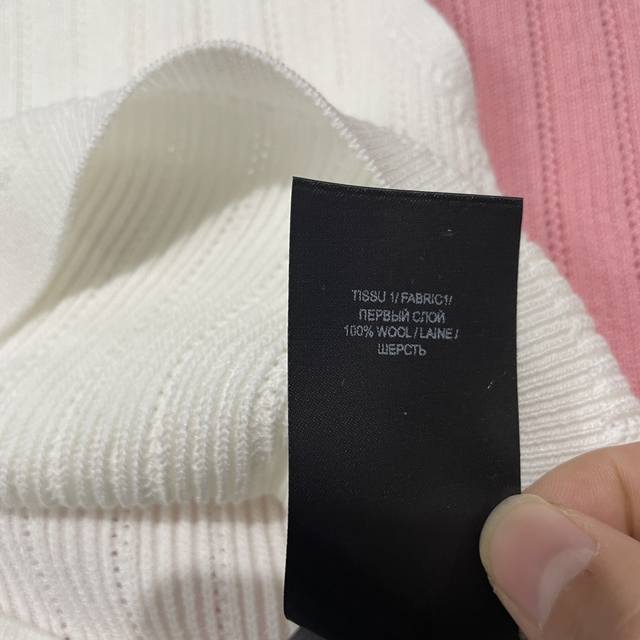 TISSU 1/ FABRIC1/
ПЕРВЫЙ СЛОЙ
100% WOOL / LAINE /
ШЕРСТЬ